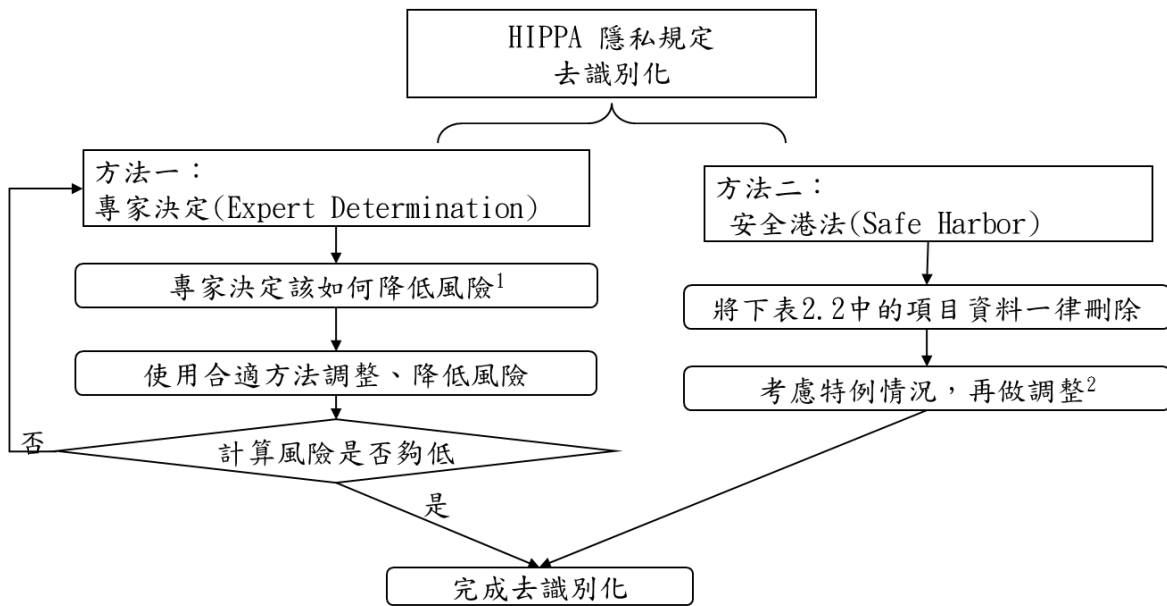 HIPPA 隱私規定
去識別化
方法一：
專家決定(Expert Determination)
專家決定該如何降低風險1
使用合適方法調整、降低風險
計算風險是否夠低
否
是
方法二：
安全港法(Safe Harbor)
將下表2.2中的項目資料一律刪除
考慮特例情況，再做調整2
完成去識別化